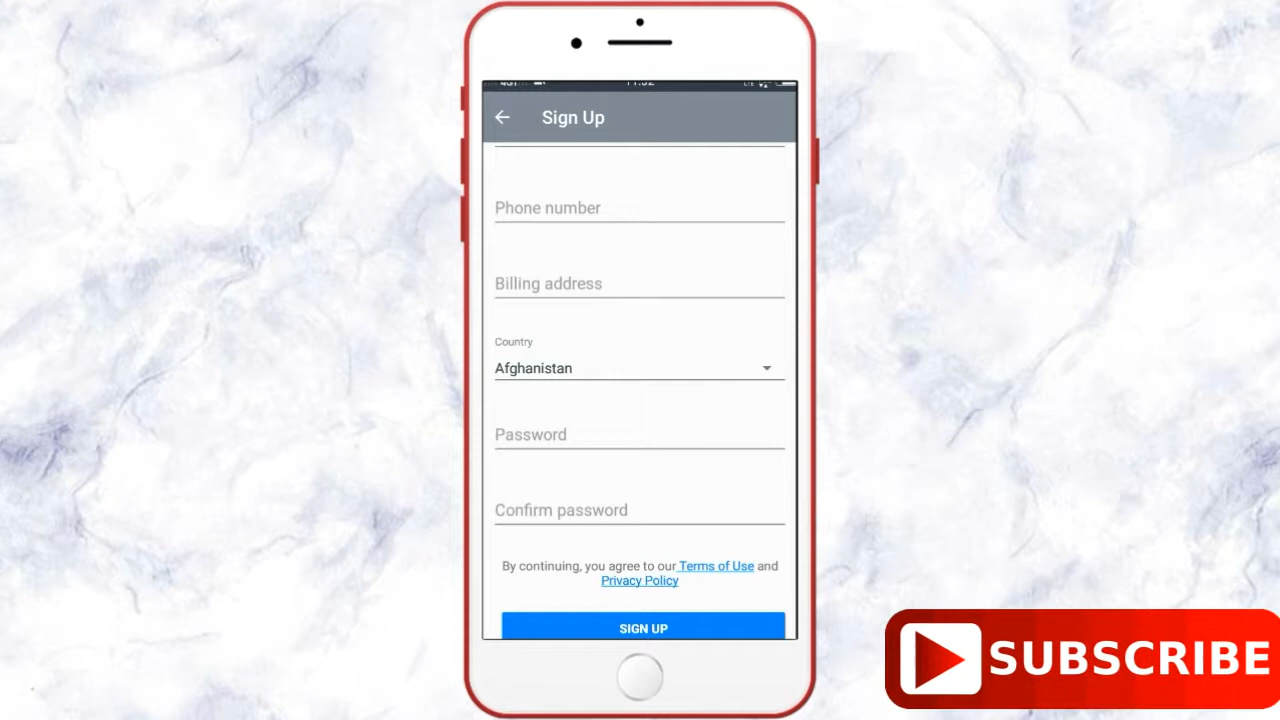 Sign Up
Phone number
Billing address
Country
Afghanistan
Password
Confirm password
By continuing, you agree to our Terms of Use and
Privacy Policy
SIGN UP
SUBSCRIBE